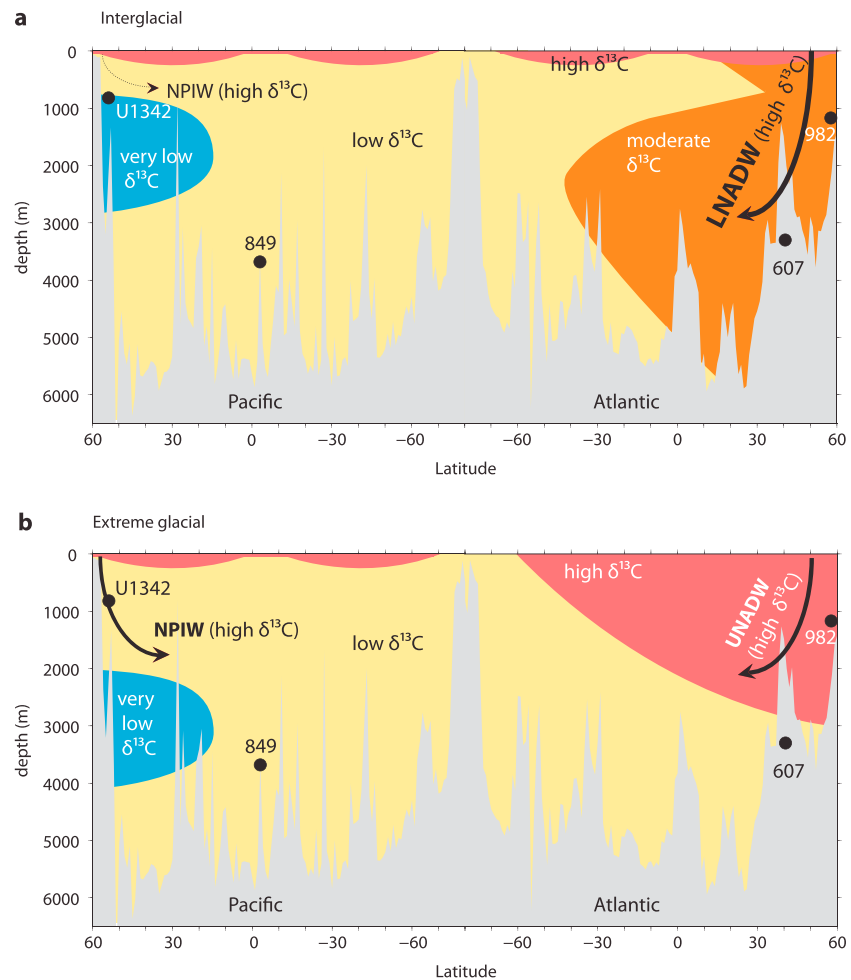 a
Interglacial
0
1000
2000
3000
4000
5000
6000
depth (m)
NPIW (high δ¹³C)
U1342
very low
δ¹³C
low δ¹³C
849
high δ¹³C
moderate
δ¹³C
LNADW (high δ¹³C)
982
607
Pacific
Atlantic
60 30 0 −30 −60 −60 −30 0 30 60
Latitude
b
Extreme glacial
0
1000
2000
3000
4000
5000
6000
depth (m)
U1342
NPIW (high δ¹³C)
very
low
δ¹³C
low δ¹³C
849
high δ¹³C
UNADW
(high δ¹³C)
982
607
Pacific
Atlantic
60 30 0 −30 −60 −60 −30 0 30 60
Latitude